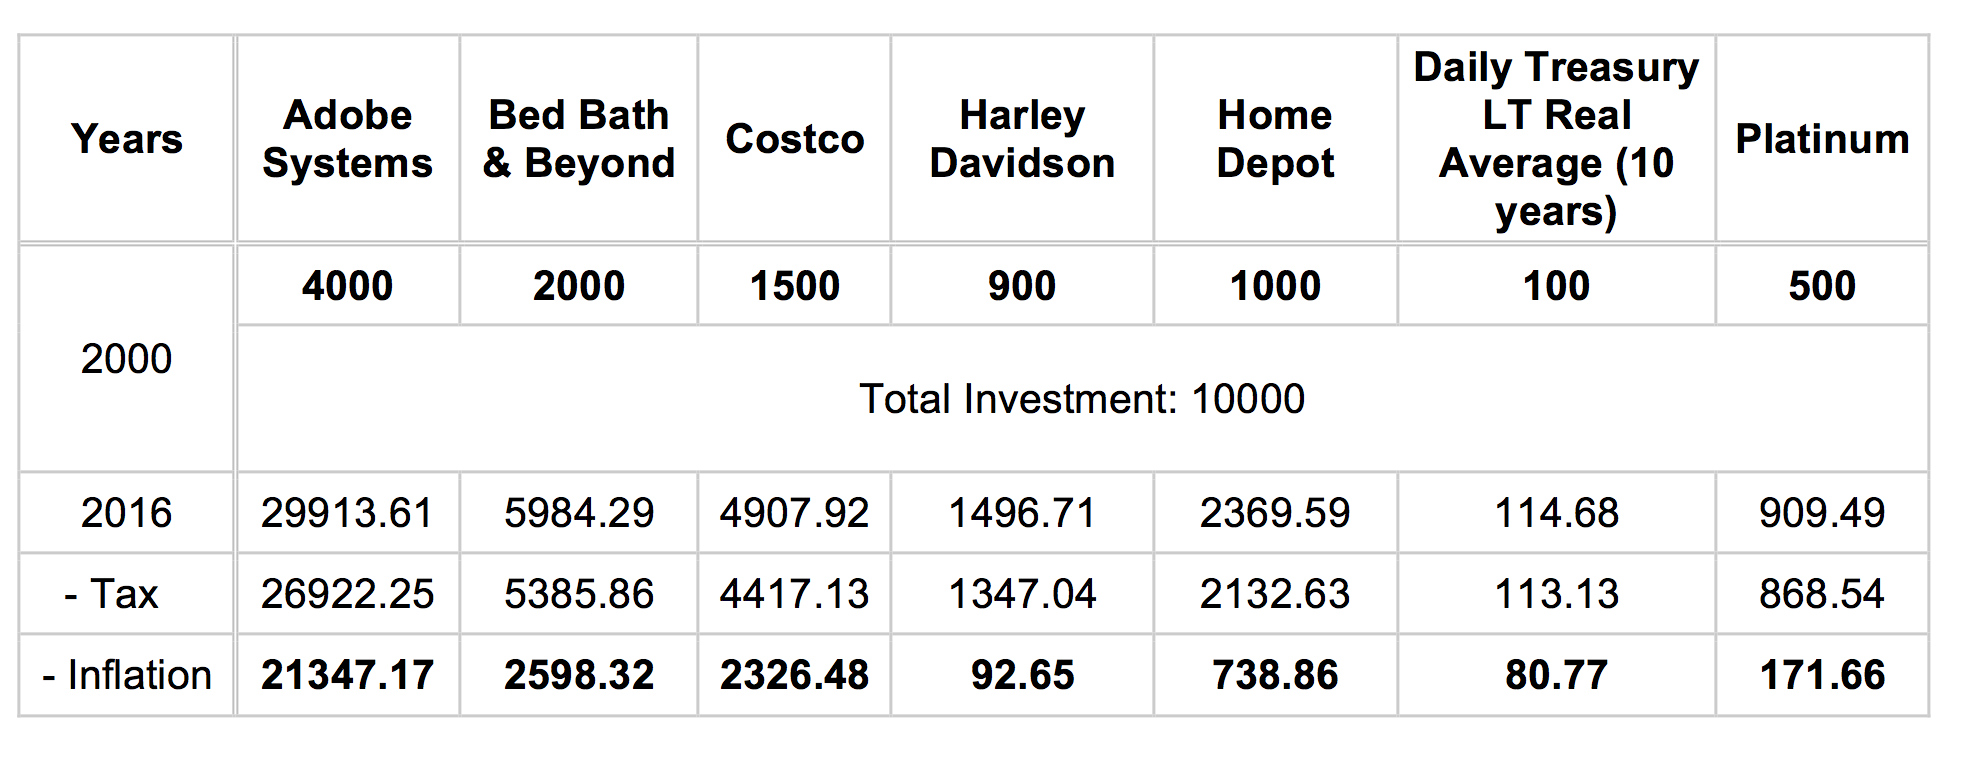 Years Adobe Systems Bed Bath & Beyond Costco Harley Davidson Home Depot Daily Treasury LT Real Average (10 years) Platinum
2000 4000 2000 1500 900 1000 100 500
Total Investment: 10000
2016 29913.61 5984.29 4907.92 1496.71 2369.59 114.68 909.49
- Tax 26922.25 5385.86 4417.13 1347.04 2132.63 113.13 868.54
- Inflation 21347.17 2598.32 2326.48 92.65 738.86 80.77 171.66